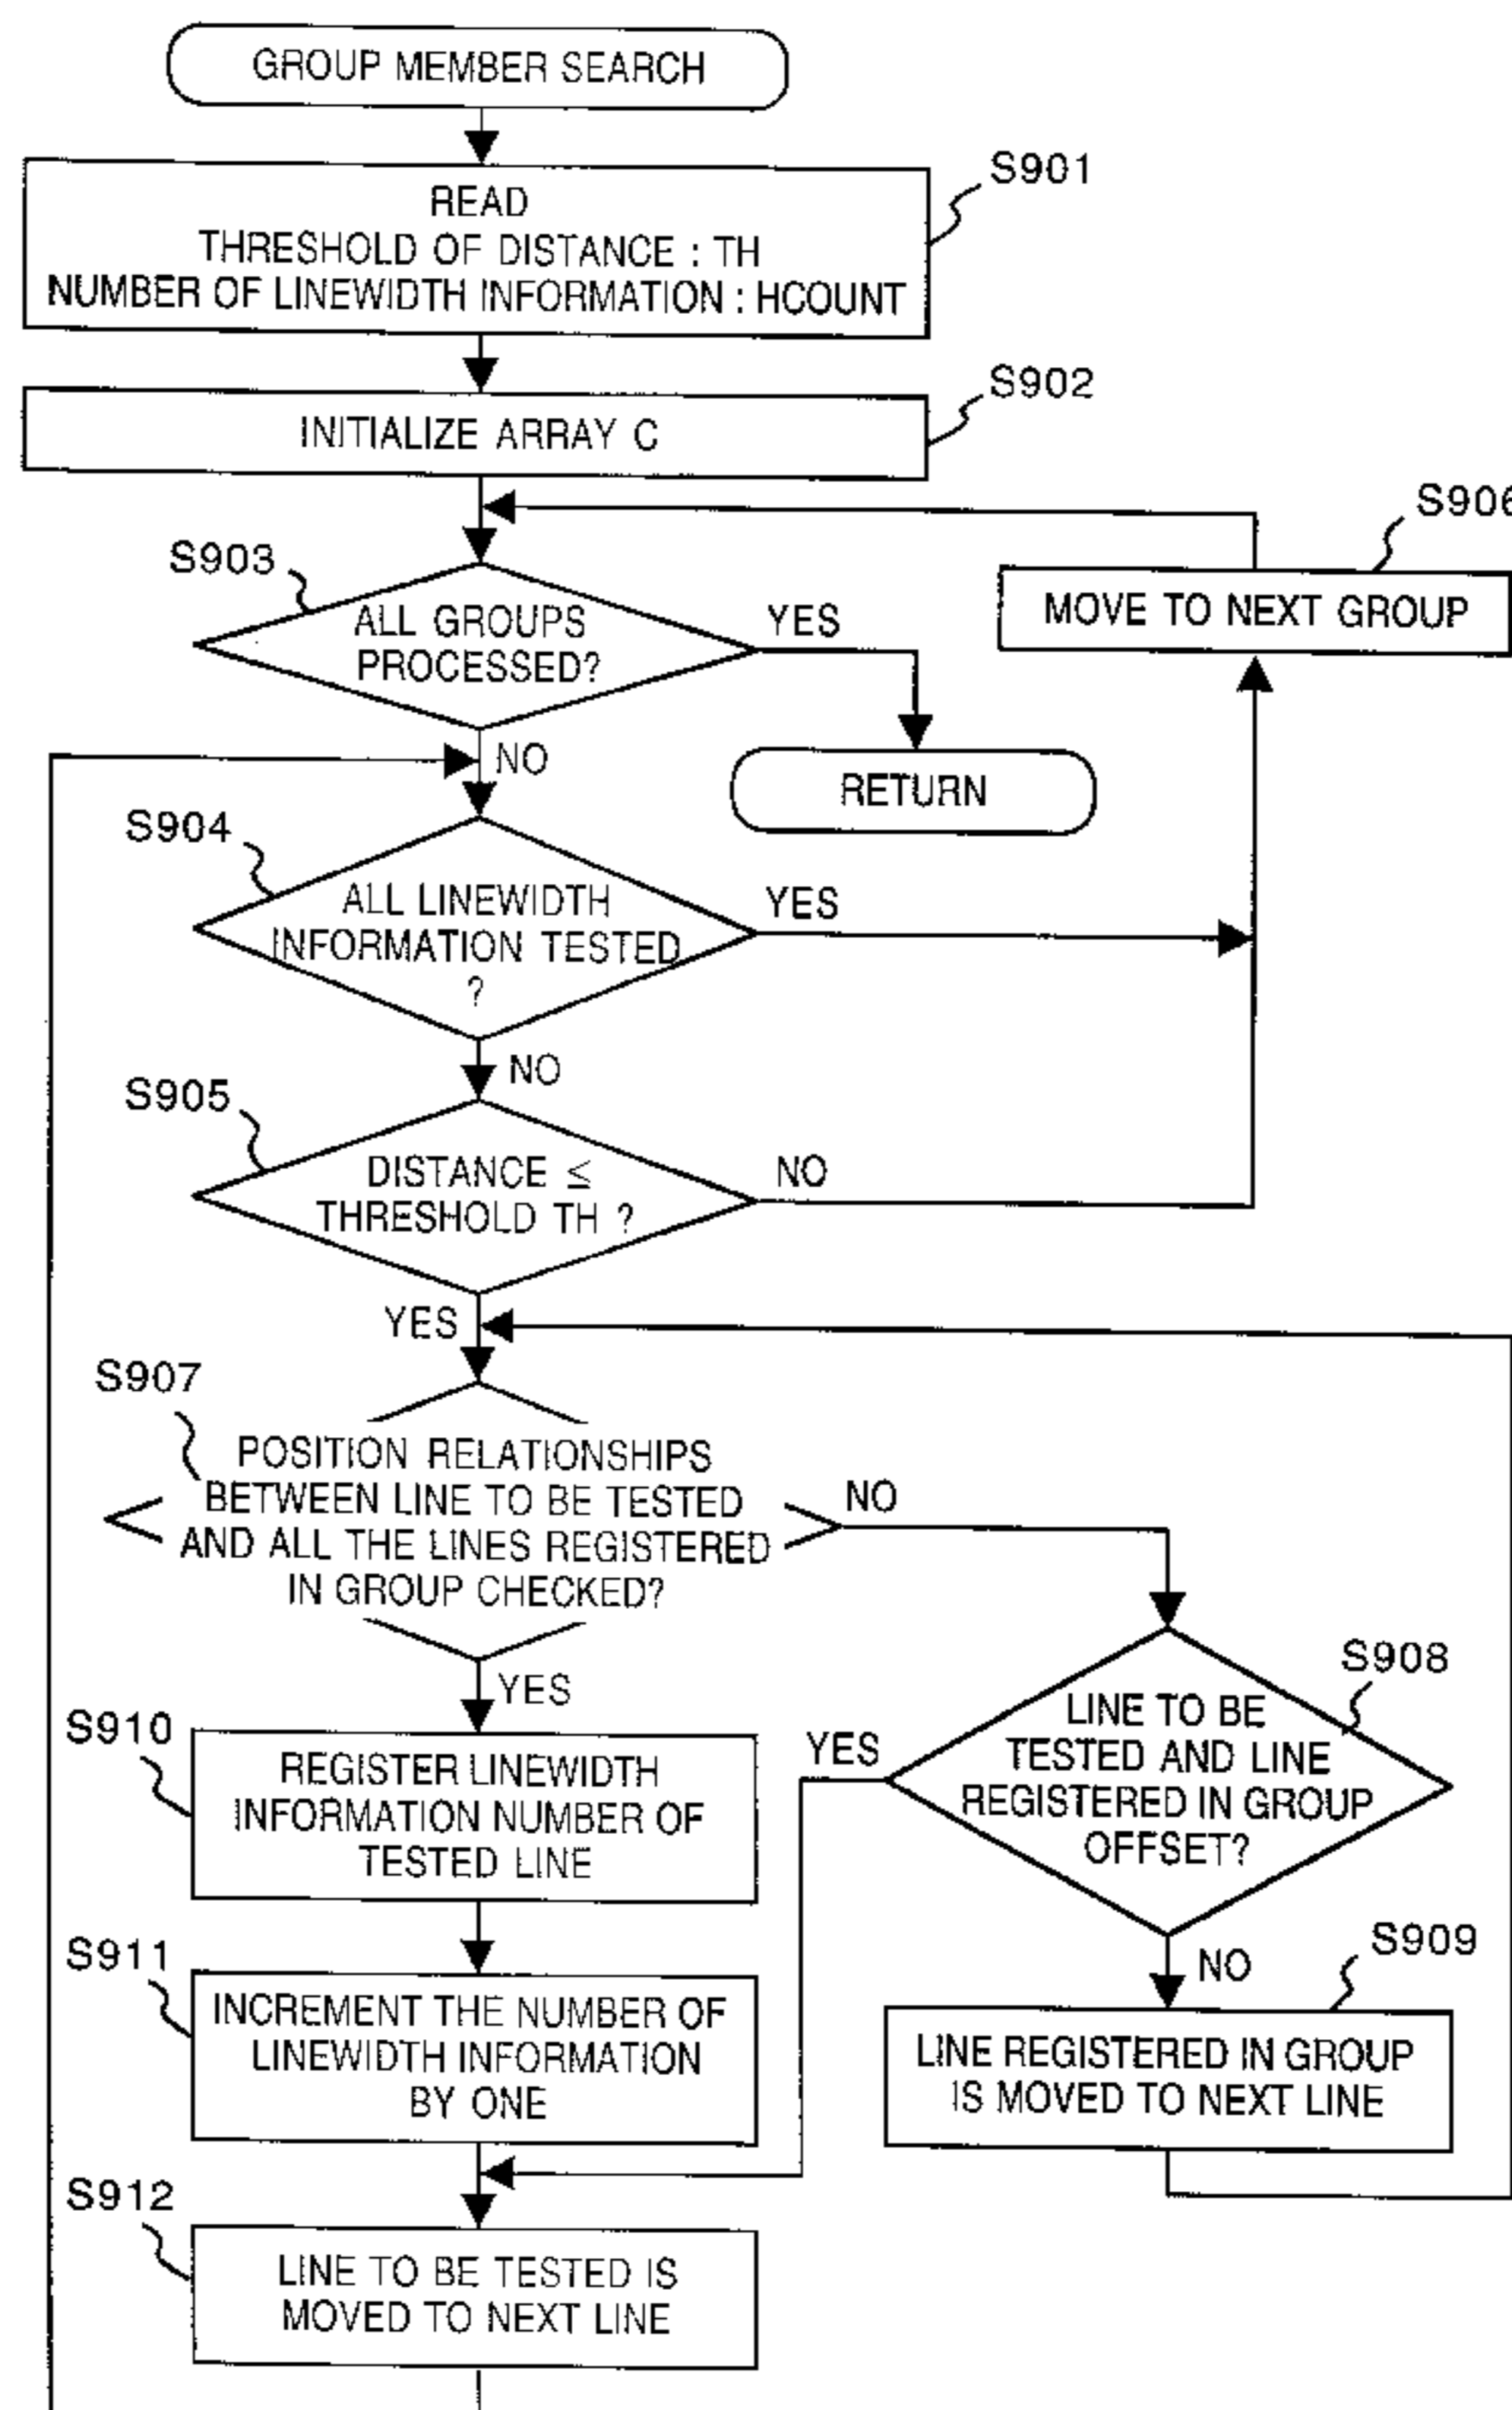 GROUP MEMBER SEARCH
S901
READ
THRESHOLD OF DISTANCE : TH
NUMBER OF LINEWIDTH INFORMATION : HCOUNT
S902
INITIALIZE ARRAY C
S906
MOVE TO NEXT GROUP
S903
ALL GROUPS
PROCESSED?
YES
NO
RETURN
S904
ALL LINEWIDTH
INFORMATION TESTED
?
YES
NO
S905
DISTANCE ≤
THRESHOLD TH ?
NO
YES
S907
POSITION RELATIONSHIPS
BETWEEN LINE TO BE TESTED
AND ALL THE LINES REGISTERED
IN GROUP CHECKED?
NO
YES
S908
LINE TO BE
TESTED AND LINE
REGISTERED IN GROUP
OFFSET?
YES
NO
S910
REGISTER LINEWIDTH
INFORMATION NUMBER OF
TESTED LINE
S909
LINE REGISTERED IN GROUP
IS MOVED TO NEXT LINE
S911
INCREMENT THE NUMBER OF
LINEWIDTH INFORMATION
BY ONE
S912
LINE TO BE TESTED IS
MOVED TO NEXT LINE